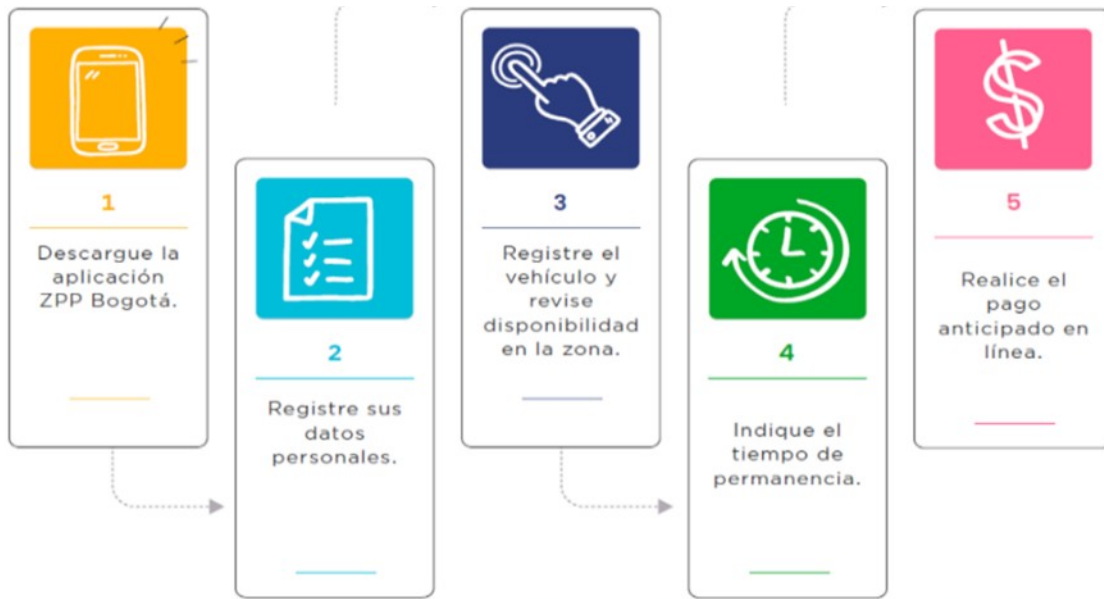 1
Descargue la
aplicación
ZPP Bogotá.
2
Registre sus
datos
personales.
3
Registre el
vehículo y
revise
disponibilidad
en la zona.
4
Indique el
tiempo de
permanencia.
5
Realice el
pago
anticipado en
línea.